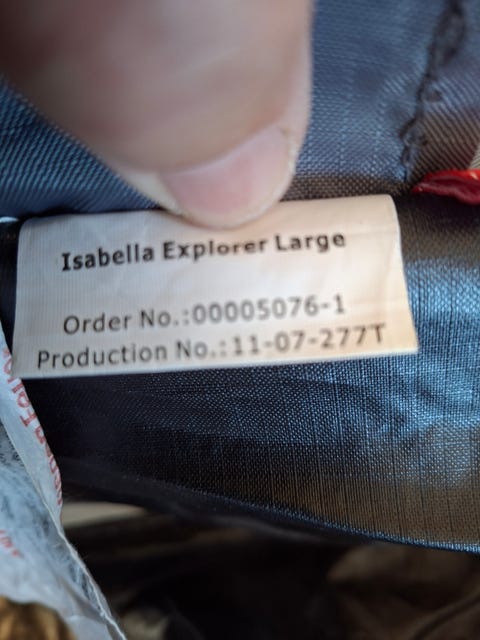 Isabella Explorer Large
Order No.:00005076-1
Production No.:11-07-277T